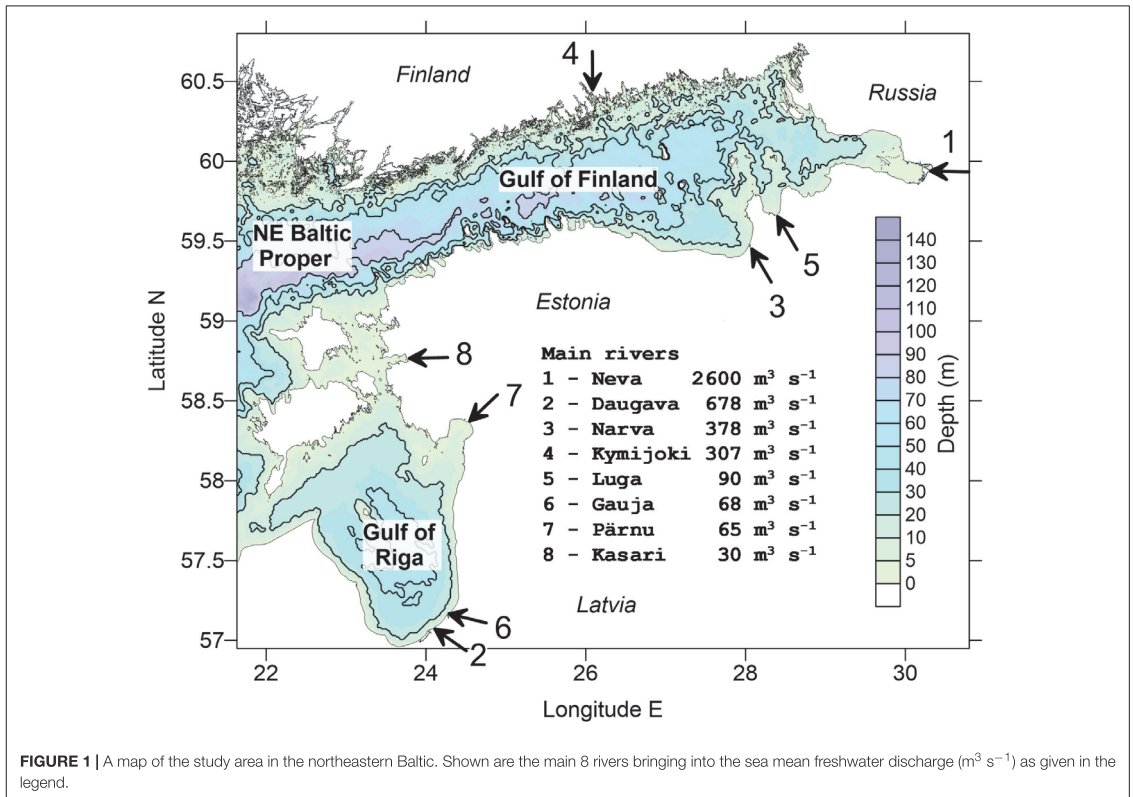 4
Finland
Russia
1
Gulf of Finland
NE Baltic
Proper
5
3
Estonia
8
7
Gulf of
Riga
Latvia
6
2
Main rivers
1 – Neva 2600 m³ s⁻¹
2 – Daugava 678 m³ s⁻¹
3 – Narva 378 m³ s⁻¹
4 – Kymijoki 307 m³ s⁻¹
5 – Luga 90 m³ s⁻¹
6 – Gauja 68 m³ s⁻¹
7 – Pärnu 65 m³ s⁻¹
8 – Kasari 30 m³ s⁻¹
140
130
120
110
100
90
80
70
60
50
40
30
20
10
5
0
Depth (m)
60.5
60
59.5
59
58.5
58
57.5
57
Latitude N
22 24 26 28 30
Longitude E
FIGURE 1 | A map of the study area in the northeastern Baltic. Shown are the main 8 rivers bringing into the sea mean freshwater discharge (m³ s⁻¹) as given in the
legend.